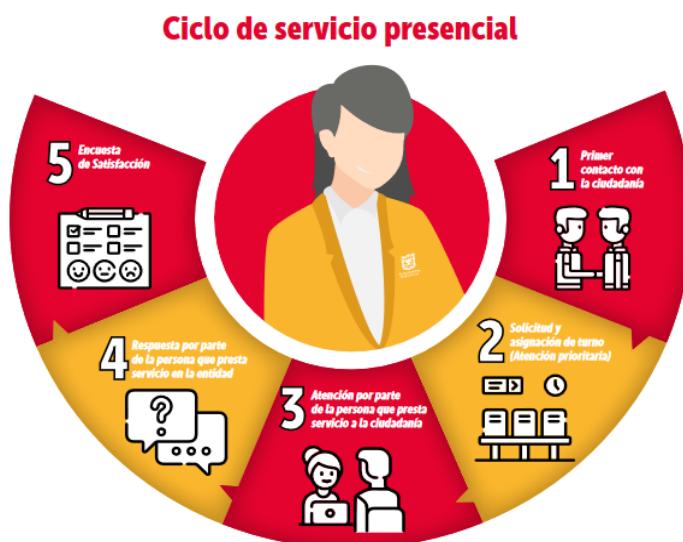 Ciclo de servicio presencial
1
Primer
contacto con
la ciudadanía
2
Solicitud y
asignación de turno
(Atención prioritaria)
3
Atención por parte
de la persona que presta
servicio a la ciudadanía
4
Respuesta por parte
de la persona que presta
servicio en la entidad
?
5
Encuesta
de Satisfacción